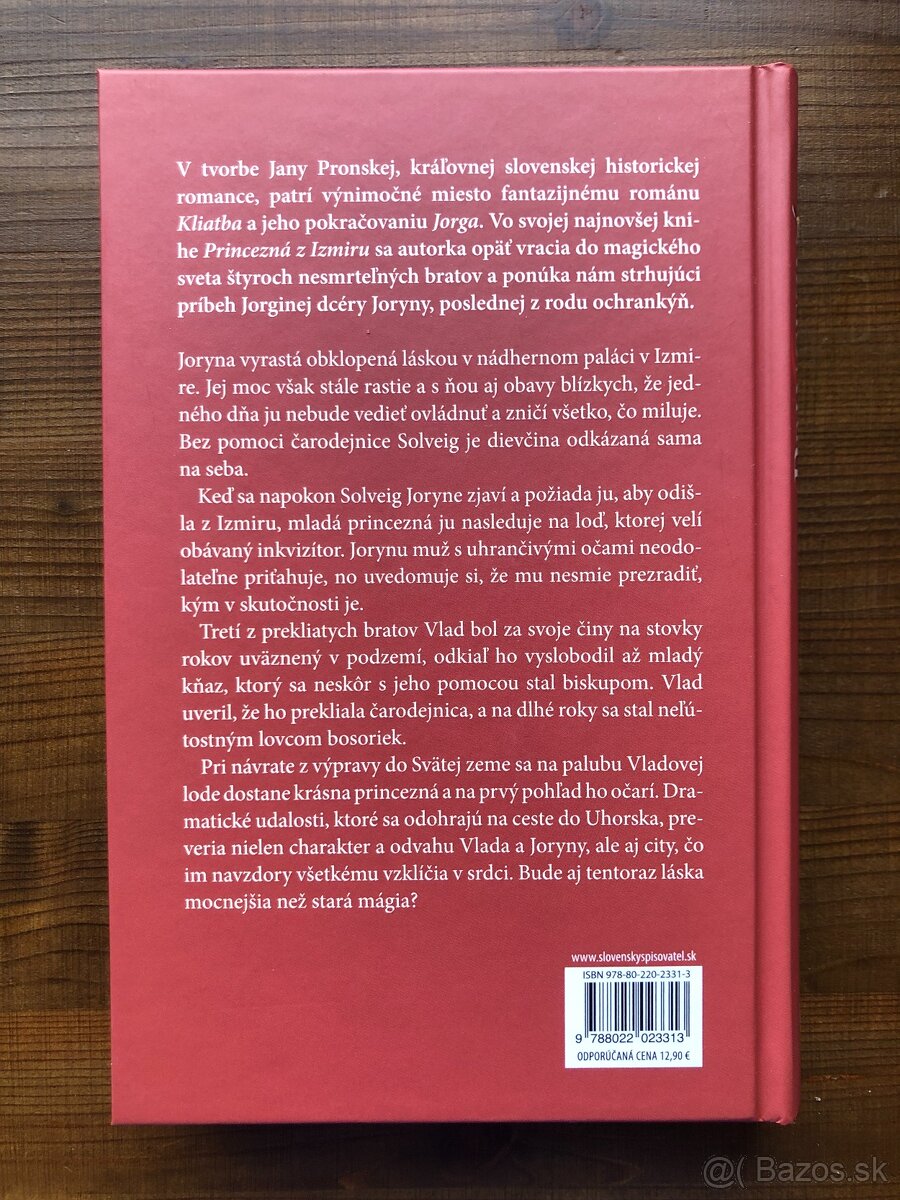 V tvorbe Jany Pronskej, kráľovnej slovenskej historickej
romance, patrí výnimočné miesto fantazijnému románu
Kliatba a jeho pokračovaniu Jorga. Vo svojej najnovšej kni-
he Princezná z Izmiru sa autorka opäť vracia do magického
sveta štyroch nesmrteľných bratov a ponúka nám strhujúci
príbeh Jorginej dcéry Joryny, poslednej z rodu ochrankýň.
Joryna vyrastá obklopená láskou v nádhernom paláci v Izmi-
re. Jej moc však stále rastie a s ňou aj obavy blízkych, že jed-
ného dňa ju nebude vedieť ovládnuť a zničí všetko, čo miluje.
Bez pomoci čarodejnice Solveig je dievčina odkázaná sama
na seba.
Keď sa napokon Solveig Joryne zjaví a požiada ju, aby odiš-
la z Izmiru, mladá princezná ju nasleduje na loď, ktorej velí
obávaný inkvizítor. Jorynu muž s uhrančivými očami neodo-
lateľne priťahuje, no uvedomuje si, že mu nesmie prezradiť,
kým v skutočnosti je.
Tretí z prekliatych bratov Vlad bol za svoje činy na stovky
rokov uväznený v podzemí, odkiaľ ho vyslobodil až mladý
kňaz, ktorý sa neskôr s jeho pomocou stal biskupom. Vlad
uveril, že ho prekliala čarodejnica, a na dlhé roky sa stal neľú-
tostným lovcom bosoriek.
Pri návrate z výpravy do Svätej zeme sa na palubu Vladovej
lode dostane krásna princezná a na prvý pohľad ho očarí. Dra-
matické udalosti, ktoré sa odohrajú na ceste do Uhorska, pre-
veria nielen charakter a odvahu Vlada a Joryny, ale aj city, čo
im navzdory všetkému vzklíčia v srdci. Bude aj tentoraz láska
mocnejšia než stará mágia?
www.slovenskyspisovatel.sk
ISBN 978-80-220-2331-3
9 788022 023313
ODPORÚČANÁ CENA 12,90 €
@( Bazos.sk